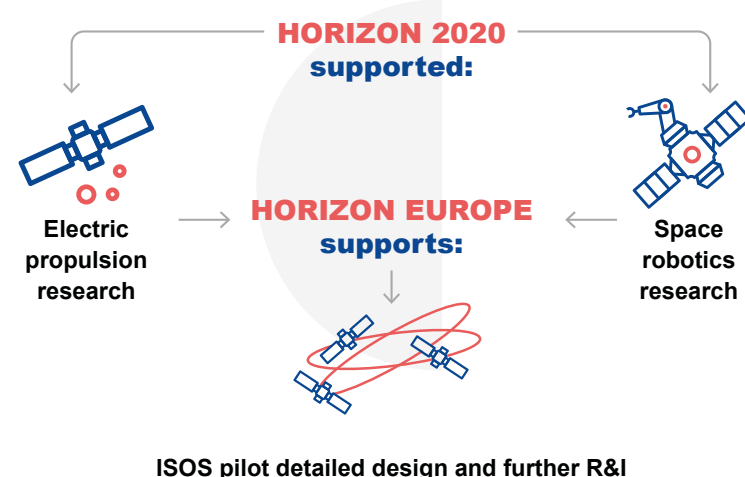 HORIZON 2020
supported:
Electric
propulsion
research
HORIZON EUROPE
supports:
Space
robotics
research
ISOS pilot detailed design and further R&I